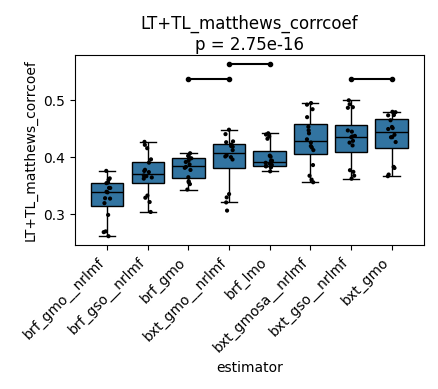 LT+TL_matthews_corrcoef
p = 2.75e-16
LT+TL_matthews_corrcoef
0.5
0.4
0.3
brf_gmo__nrlmf
brf_gso__nrlmf
brf_gmo
bxt_gmo__nrlmf
brf_lmo
bxt_gmosa__nrlmf
bxt_gso__nrlmf
bxt_gmo
estimator